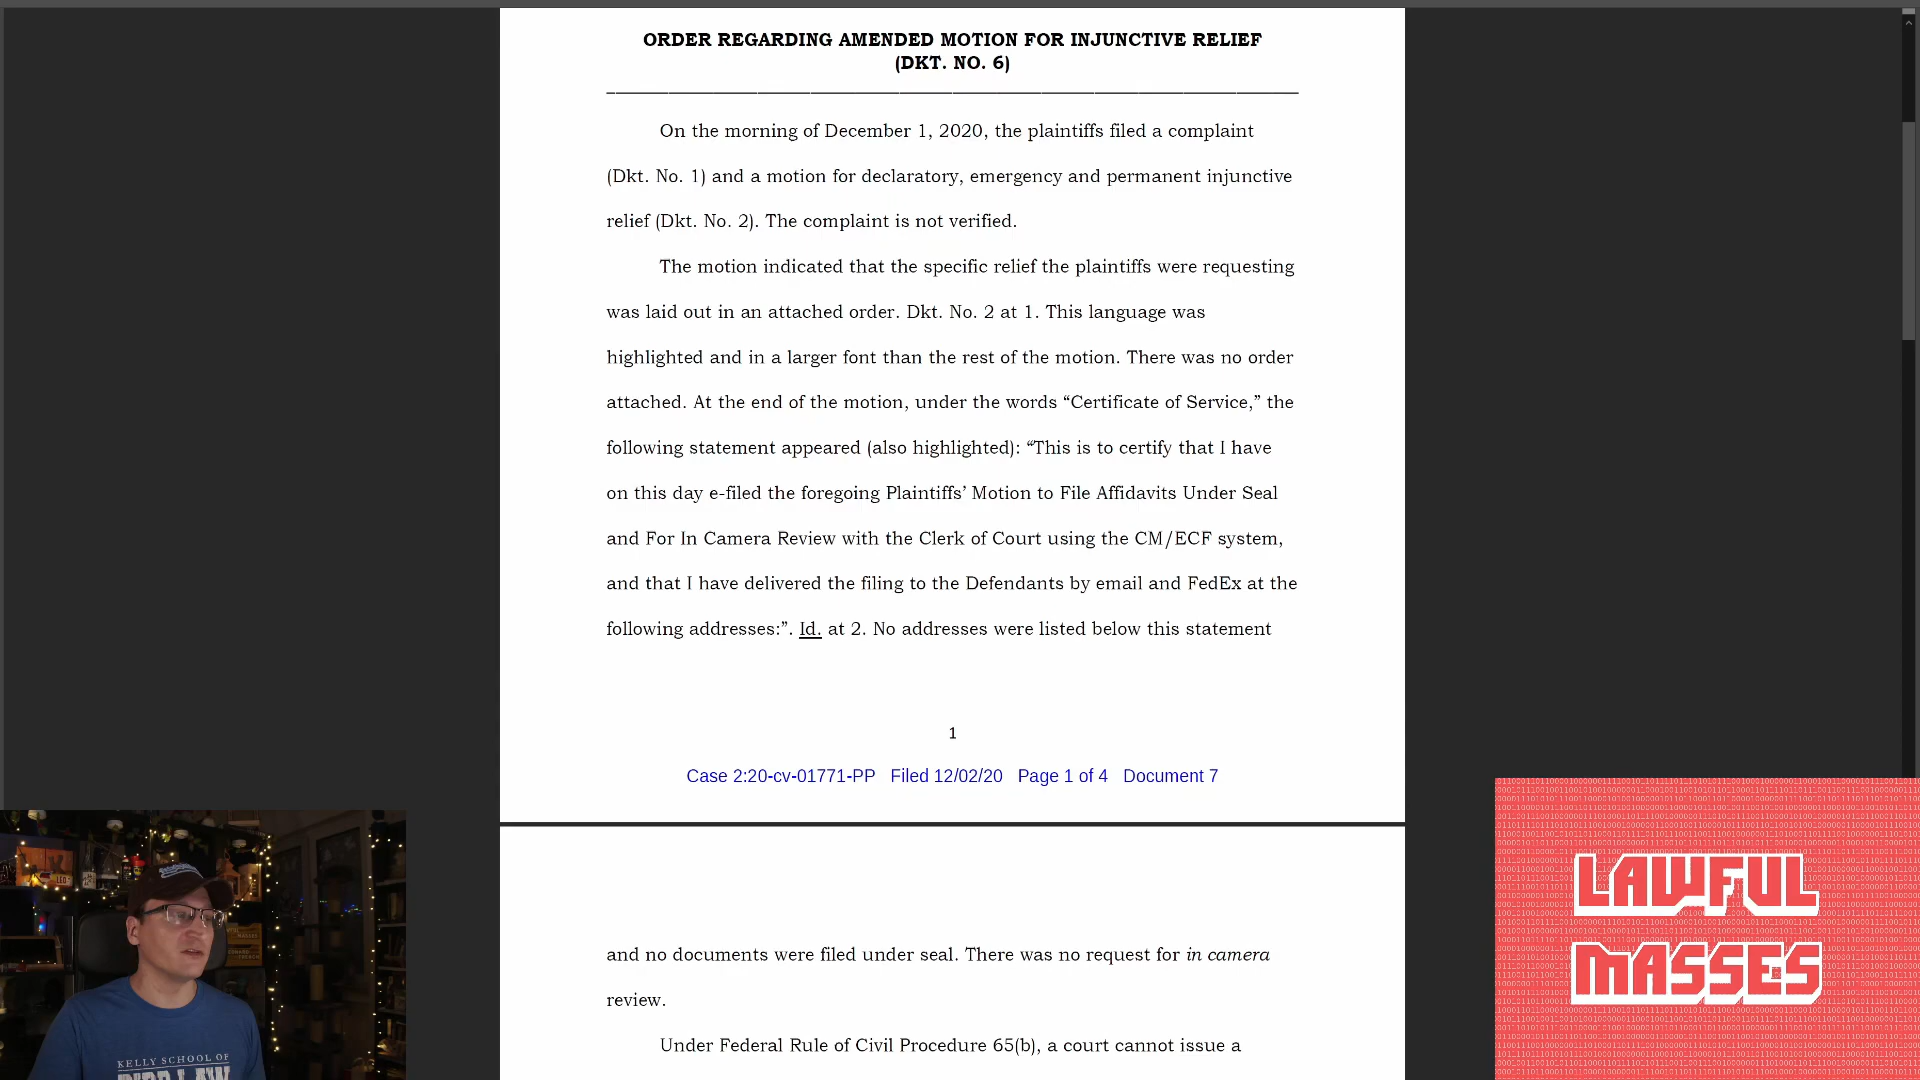 ORDER REGARDING AMENDED MOTION FOR INJUNCTIVE RELIEF
(DKT. NO. 6)
On the morning of December 1, 2020, the plaintiffs filed a complaint
(Dkt. No. 1) and a motion for declaratory, emergency and permanent injunctive
relief (Dkt. No. 2). The complaint is not verified.
The motion indicated that the specific relief the plaintiffs were requesting
was laid out in an attached order. Dkt. No. 2 at 1. This language was
highlighted and in a larger font than the rest of the motion. There was no order
attached. At the end of the motion, under the words “Certificate of Service,” the
following statement appeared (also highlighted): “This is to certify that I have
on this day e-filed the foregoing Plaintiffs’ Motion to File Affidavits Under Seal
and For In Camera Review with the Clerk of Court using the CM/ECF system,
and that I have delivered the filing to the Defendants by email and FedEx at the
following addresses:”. Id. at 2. No addresses were listed below this statement
1
Case 2:20-cv-01771-PP Filed 12/02/20 Page 1 of 4 Document 7
and no documents were filed under seal. There was no request for in camera
review.
Under Federal Rule of Civil Procedure 65(b), a court cannot issue a
KELLY SCHOOL OF
BIRD LAW
LAWFUL
MASSES